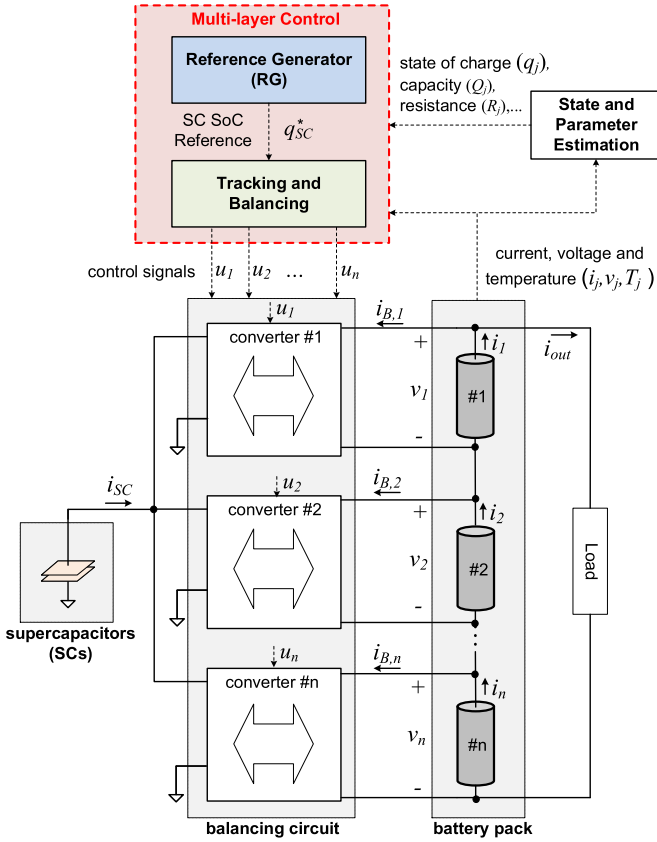 Multi-layer Control
Reference Generator
(RG)
SC SoC
Reference
q*SC
Tracking and
Balancing
state of charge (qj),
capacity (Qj),
resistance (Rj),...
State and
Parameter
Estimation
control signals
u1 u2 ... un
current, voltage and
temperature (ij,vj,Tj)
u1
converter #1
iB,1
+
i1
iout
v1
#1
-
iSC
u2
converter #2
iB,2
+
i2
v2
#2
-
Load
supercapacitors
(SCs)
un
converter #n
iB,n
+
in
vn
#n
-
balancing circuit
battery pack